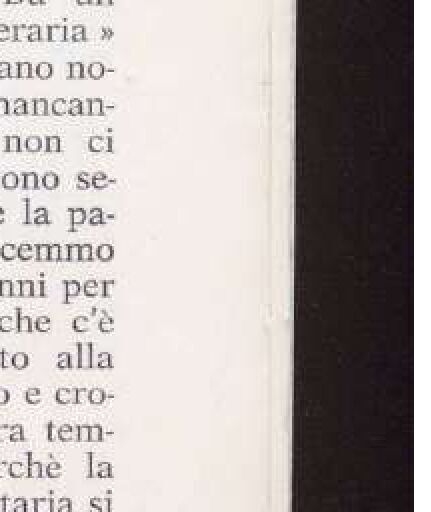 eraria »
ano no-
nancan-
non ci
ono se-
e la pa-
cemmo
nni per
che c'è
to alla
o e cro-
ra tem-
rchè la
taria si